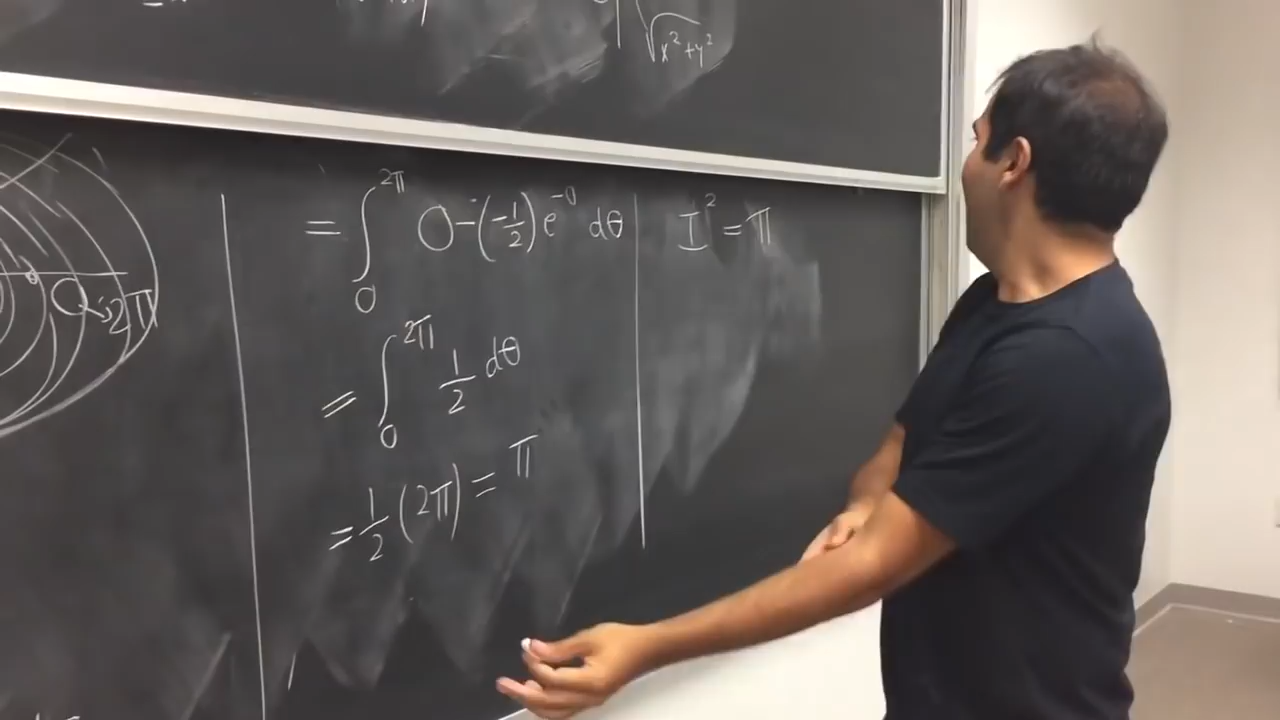 √x²+y²
2π
= ∫₀^2π 0-(-1/2)e⁻⁰ dθ
= ∫₀^2π 1/2 dθ
= 1/2 (2π) = π
I² = π